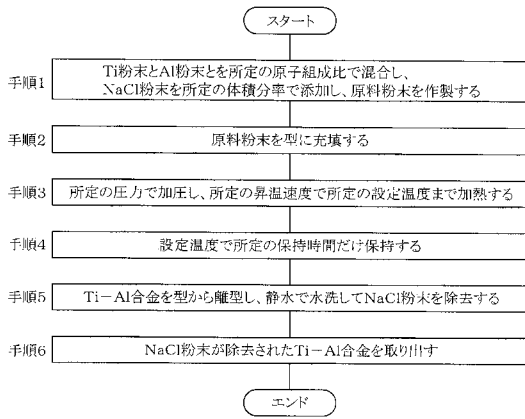 スタート
手順1
Ti粉末とAl粉末とを所定の原子組成比で混合し、
NaCl粉末を所定の体積分率で添加し、原料粉末を作製する
手順2
原料粉末を型に充填する
手順3
所定の圧力で加圧し、所定の昇温速度で所定の設定温度まで加熱する
手順4
設定温度で所定の保持時間だけ保持する
手順5
Ti－Al合金を型から離型し、静水で水洗してNaCl粉末を除去する
手順6
NaCl粉末が除去されたTi－Al合金を取り出す
エンド